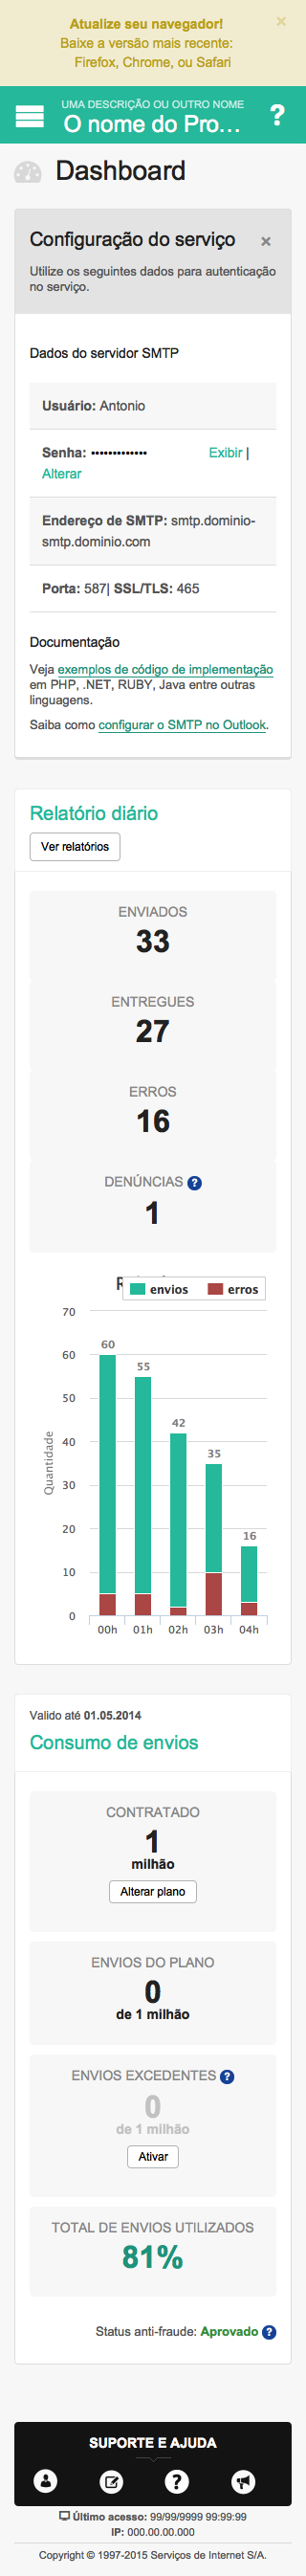 Atualize seu navegador! ×
Baixe a versão mais recente:
Firefox, Chrome, ou Safari
UMA DESCRIÇÃO OU OUTRO NOME
O nome do Pro... ?
Dashboard
Configuração do serviço ×
Utilize os seguintes dados para autenticação
no serviço.
Dados do servidor SMTP
Usuário: Antonio
Senha: ••••••••••••• Exibir |
Alterar
Endereço de SMTP: smtp.dominio-
smtp.dominio.com
Porta: 587| SSL/TLS: 465
Documentação
Veja exemplos de código de implementação
em PHP, .NET, RUBY, Java entre outras
linguagens.
Saiba como configurar o SMTP no Outlook.
Relatório diário
Ver relatórios
ENVIADOS
33
ENTREGUES
27
ERROS
16
DENÚNCIAS ?
1
envios erros
70
60
50
40
30
20
10
0
Quantidade
60
55
42
35
16
00h 01h 02h 03h 04h
Valido até 01.05.2014
Consumo de envios
CONTRATADO
1
milhão
Alterar plano
ENVIOS DO PLANO
0
de 1 milhão
ENVIOS EXCEDENTES ?
0
de 1 milhão
Ativar
TOTAL DE ENVIOS UTILIZADOS
81%
Status anti-fraude: Aprovado ?
SUPORTE E AJUDA
?
Último acesso: 99/99/9999 99:99:99
IP: 000.00.00.000
Copyright © 1997-2015 Serviços de Internet S/A.